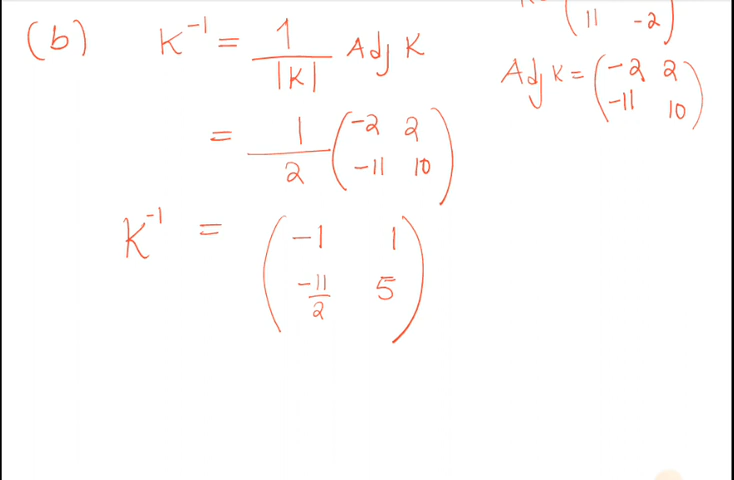 (11 -2)
(b) K⁻¹ = 1/|K| Adj K
Adj K = (-2 2
-11 10)
= 1/2 (-2 2
-11 10)
K⁻¹ = (-1 1
-11/2 5)